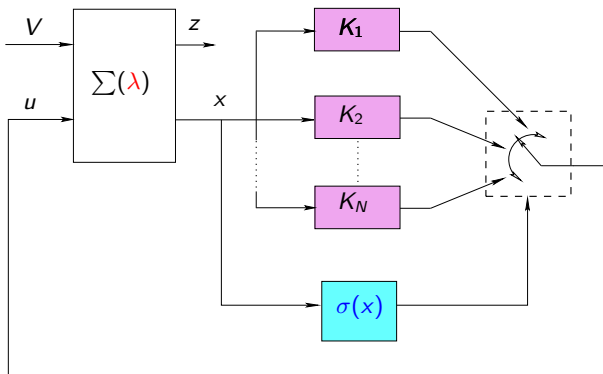 V
z
K₁
∑(λ)
u
x
K₂
K_N
σ(x)